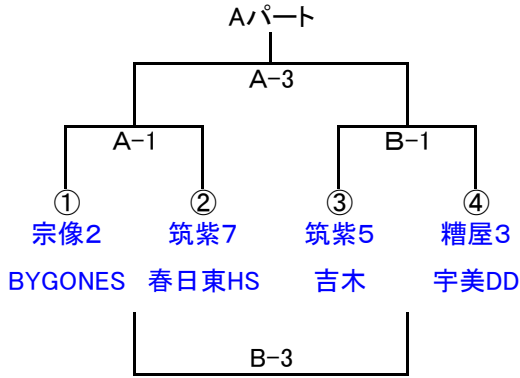 Aパート
A-3
A-1 B-1
① ② ③ ④
宗像2 筑紫7 筑紫5 糟屋3
BYGONES 春日東HS 吉木 宇美DD
B-3